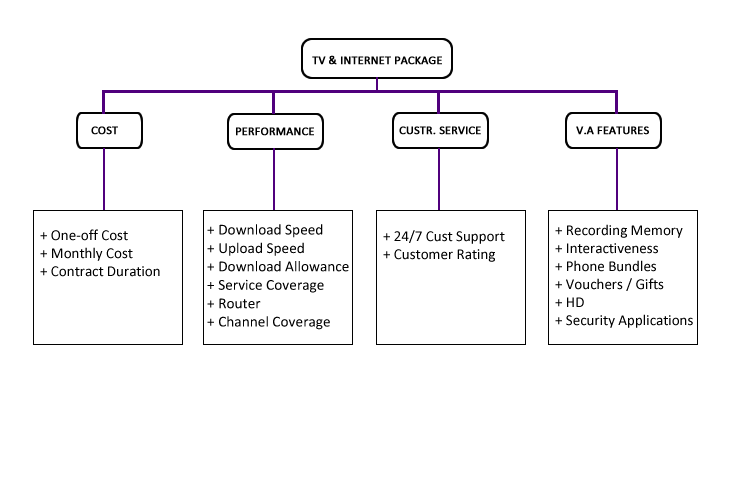 TV & INTERNET PACKAGE
COST
PERFORMANCE
CUSTR. SERVICE
V.A FEATURES
+ One-off Cost
+ Monthly Cost
+ Contract Duration
+ Download Speed
+ Upload Speed
+ Download Allowance
+ Service Coverage
+ Router
+ Channel Coverage
+ 24/7 Cust Support
+ Customer Rating
+ Recording Memory
+ Interactiveness
+ Phone Bundles
+ Vouchers / Gifts
+ HD
+ Security Applications